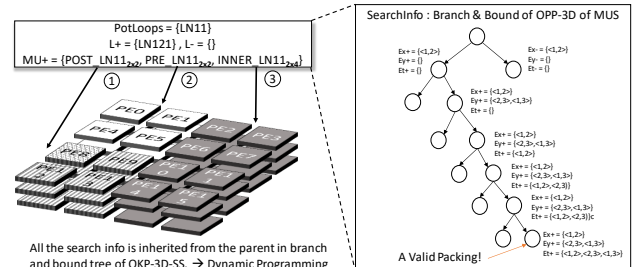 PotLoops = {LN11}
L+ = {LN121} , L- = {}
MU+ = {POST_LN11₂ₓ₂, PRE_LN11₂ₓ₂, INNER_LN11₂ₓ₄}
① ② ③
PE0 PE1 PE2 PE3
PE4 PE5 PE6 PE7
PE8 PE9
All the search info is inherited from the parent in branch
and bound tree of OKP-3D-SS. → Dynamic Programming
SearchInfo : Branch & Bound of OPP-3D of MUS
Ex+ = {<1,2>}
Ey+ = {}
Et+ = {}
Ex- = {<1,2>}
Ey- = {}
Et- = {}
Ex+ = {<1,2>}
Ey+ = {<2,3>,<1,3>}
Et+ = {}
Ex+ = {<1,2>}
Ey+ = {<2,3>,<1,3>}
Et+ = {<1,2>}
Ex+ = {<1,2>}
Ey+ = {<2,3>,<1,3>}
Et+ = {<1,2>,<2,3)}
Ex+ = {<1,2>}
Ey+ = {<2,3>,<1,3>}
Et+ = {<1,2>,<2,3)}c
Ex+ = {<1,2>}
Ey+ = {<2,3>,<1,3>}
Et+ = {<1,2>,<2,3>,<1,3>}
A Valid Packing!